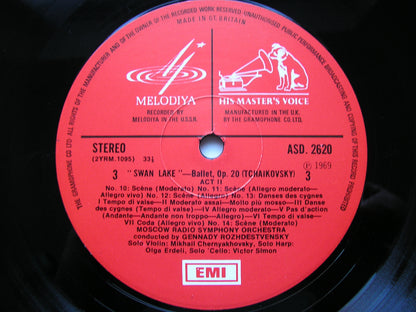 ALL RIGHTS OF THE MANUFACTURER AND OF THE OWNER OF THE RECORDED WORK RESERVED—UNAUTHORISED PUBLIC PERFORMANCE, BROADCASTING AND COPYING OF THIS RECORD PROHIBITED
THE GRAMOPHONE CO. LTD.
MADE IN GT. BRITAIN
MELODIYA
HIS·MASTER'S VOICE
RECORDED BY
MELODIYA IN THE U.S.S.R.
MANUFACTURED IN THE U.K.
BY THE GRAMOPHONE CO. LTD.
STEREO
ASD. 2620
(2YRM.1095) 33⅓
℗ 1969
3 "SWAN LAKE"—Ballet, Op. 20 (TCHAIKOVSKY) 3
ACT II
No. 10: Scène (Moderato) No. 11: Scène (Allegro moderato—
Allegro vivo) No. 12: Scène (Allegro) No. 13: Danses des cygnes
I Tempo di valse—II Moderato assai—Molto più mosso—III Danse
des cygnes (Tempo di valse)—IV Allegro moderato—V Pas d'action
(Andante—Andante non troppo—Allegro)—VI Tempo di valse—
VII Coda (Allegro vivo) No. 14: Scène (Moderato)
MOSCOW RADIO SYMPHONY ORCHESTRA
conducted by GENNADY ROZHDESTVENSKY
Solo Violin: Mikhail Chernyakhovsky, Solo Harp:
Olga Erdeli, Solo 'Cello: Victor Simon
EMI